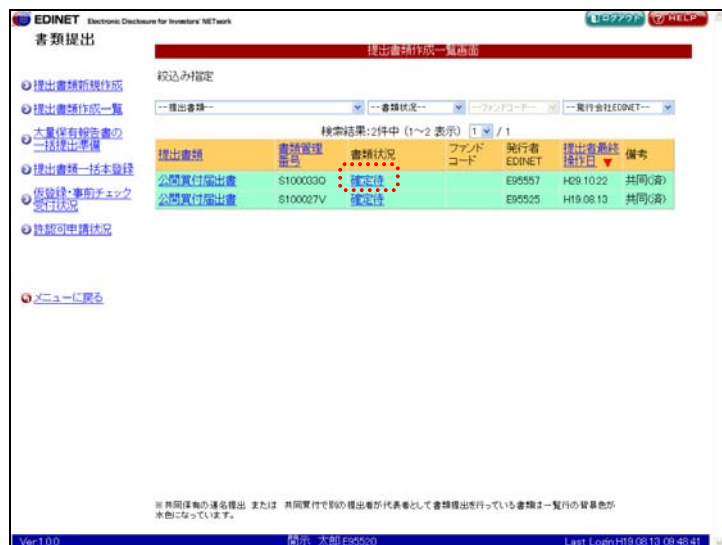 EDINET Electronic Disclosure for Investors' NETwork
ログアウト ? HELP
書類提出
提出書類作成一覧画面
提出書類新規作成
提出書類作成一覧
大量保有報告書の
一括提出準備
提出書類一括本登録
仮登録・事前チェック
受付状況
許認可申請状況
メニューに戻る
絞込み指定
--提出書類-- --書類状況-- --ファンドコード-- --発行会社EDINET--
検索結果:2件中 (1~2 表示) 1 / 1
提出書類 書類管理番号 書類状況 ファンドコード 発行者EDINET 提出者最終操作日▼ 備考
公開買付届出書 S100033O 確定待 E95557 H29.10.22 共同(済)
公開買付届出書 S100027V 確定待 E95525 H19.08.13 共同(済)
※共同保有の連名提出 または 共同買付で別の提出者が代表者として書類提出を行っている書類は一覧行の背景色が
水色になっています。
Ver.1.0.0 開示 太郎 E95520 Last Login:H19.08.13 09:48:41